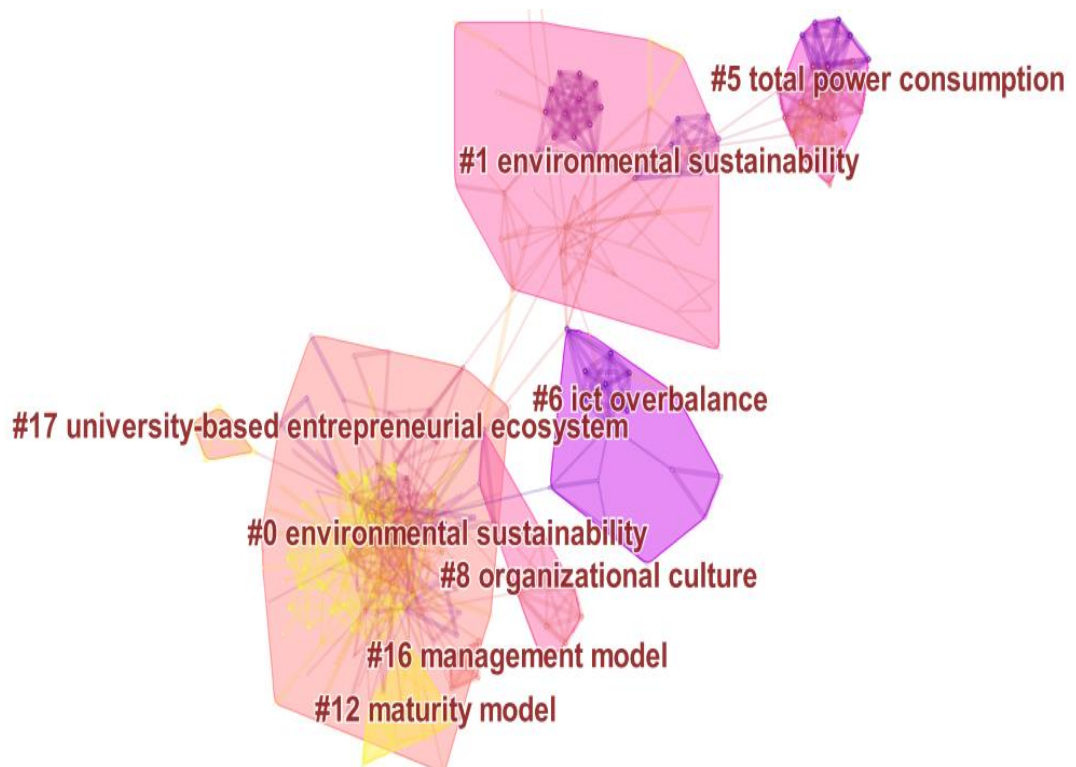 #5 total power consumption
#1 environmental sustainability
#6 ict overbalance
#17 university-based entrepreneurial ecosystem
#0 environmental sustainability
#8 organizational culture
#16 management model
#12 maturity model